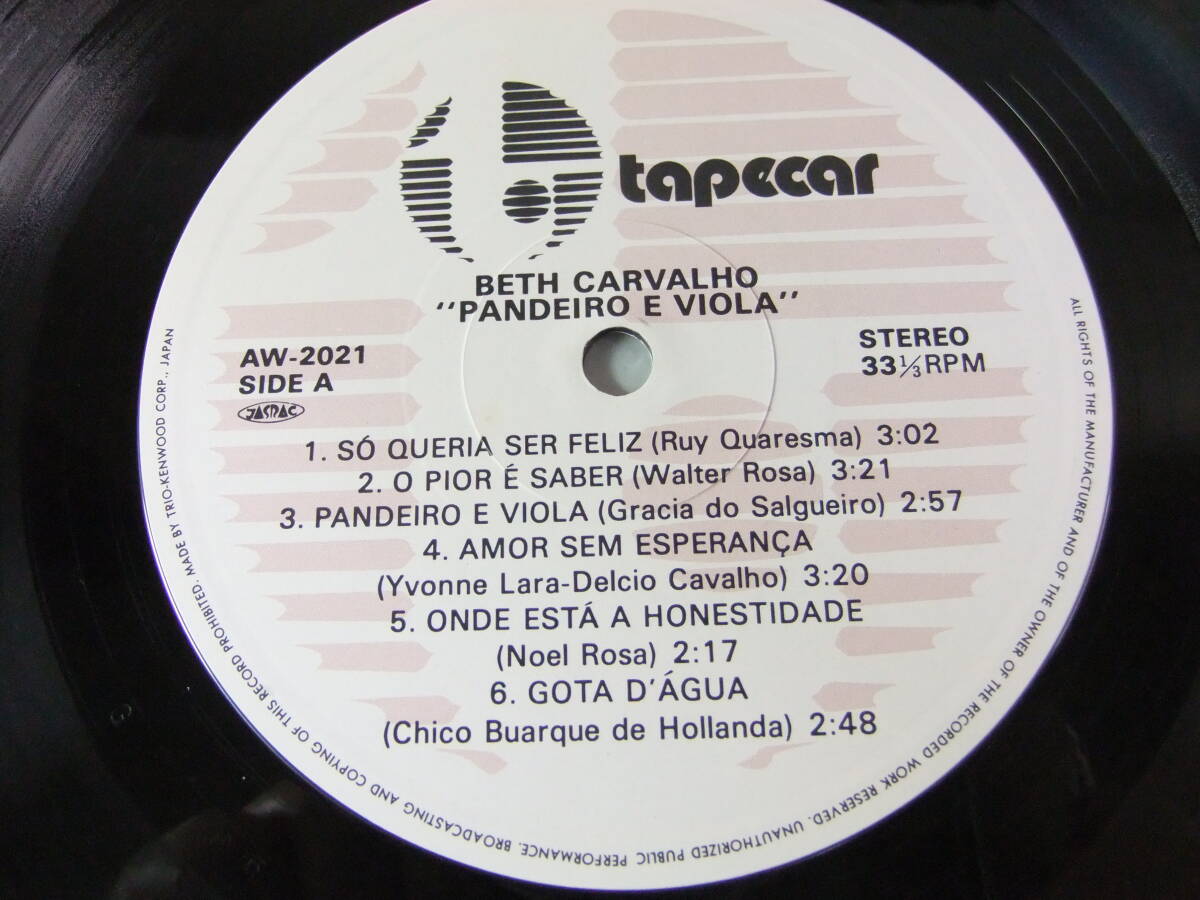 tapecar
BETH CARVALHO
"PANDEIRO E VIOLA"
AW-2021
SIDE A
JASRAC
STEREO
33 1/3 RPM
1. SÓ QUERIA SER FELIZ (Ruy Quaresma) 3:02
2. O PIOR É SABER (Walter Rosa) 3:21
3. PANDEIRO E VIOLA (Gracia do Salgueiro) 2:57
4. AMOR SEM ESPERANÇA
(Yvonne Lara-Delcio Cavalho) 3:20
5. ONDE ESTÁ A HONESTIDADE
(Noel Rosa) 2:17
6. GOTA D'ÁGUA
(Chico Buarque de Hollanda) 2:48
ALL RIGHTS OF THE MANUFACTURER AND OF THE OWNER OF THE RECORDED WORK RESERVED. UNAUTHORIZED PUBLIC PERFORMANCE. BROADCASTING AND COPYING OF THIS RECORD PROHIBITED. MADE BY TRIO-KENWOOD CORP., JAPAN
G